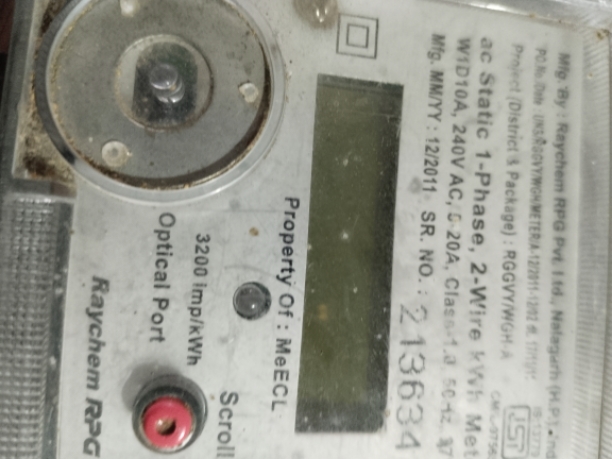 Mfg By : Raychem RPG Pvt. Ltd. Nalagarh (H.P.)
Project (District & Package) : RGGVY/WGH-A
ac Static 1-Phase, 2-Wire kWh Met
W1D10A, 240V AC, 5-20A, Class-1.0 50Hz
Mfg. MM/YY : 12/2011 SR. NO. : 213634
Property Of : MeECL
3200 imp/kWh
Scroll
Optical Port
Raychem RPG